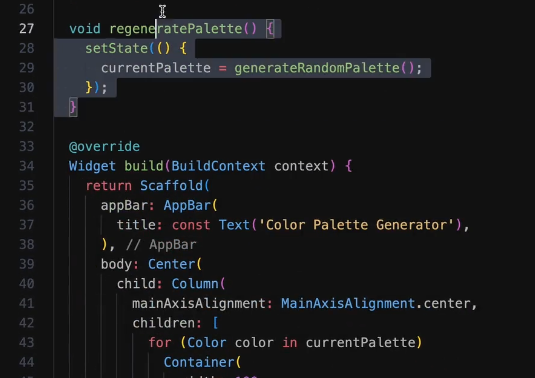 26
27 void regeneratePalette() {
28 setState(() {
29 currentPalette = generateRandomPalette();
30 });
31 }
32
33 @override
34 Widget build(BuildContext context) {
35 return Scaffold(
36 appBar: AppBar(
37 title: const Text('Color Palette Generator'),
38 ), // AppBar
39 body: Center(
40 child: Column(
41 mainAxisAlignment: MainAxisAlignment.center,
42 children: [
43 for (Color color in currentPalette)
44 Container(